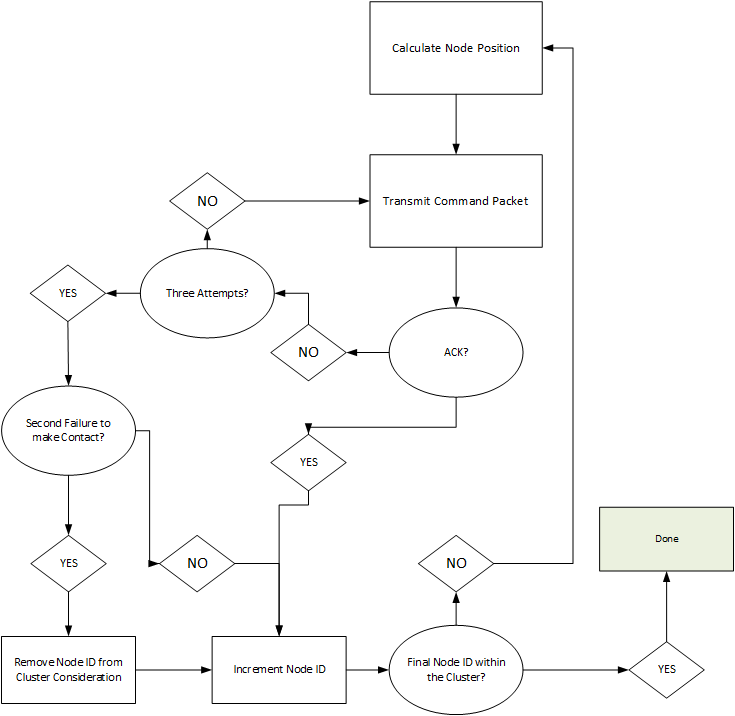 Calculate Node Position
NO
Transmit Command Packet
YES
Three Attempts?
NO
ACK?
Second Failure to
make Contact?
YES
YES
NO
NO
Done
Remove Node ID from
Cluster Consideration
Increment Node ID
Final Node ID within
the Cluster?
YES